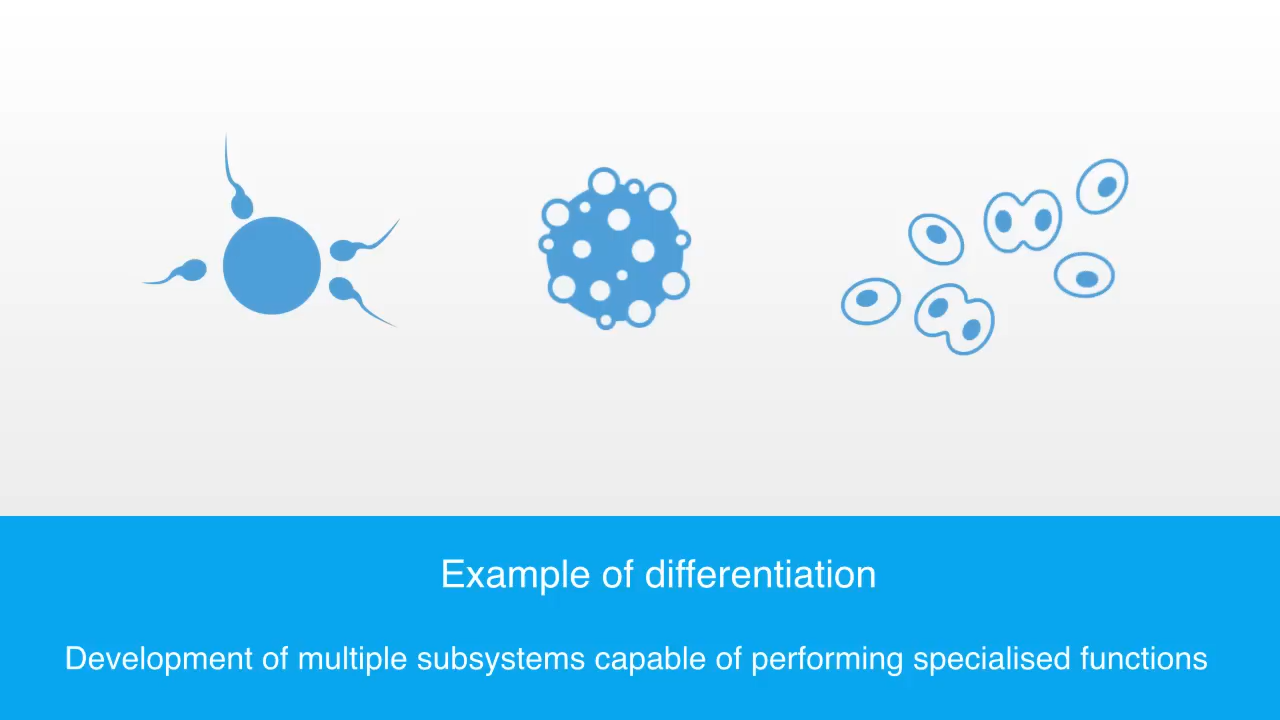 Example of differentiation
Development of multiple subsystems capable of performing specialised functions